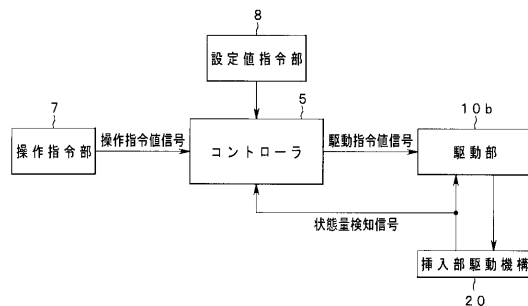 8
設定値指令部
7
5
10b
操作指令部
操作指令値信号
コントローラ
駆動指令値信号
駆動部
状態量検知信号
挿入部駆動機構
20